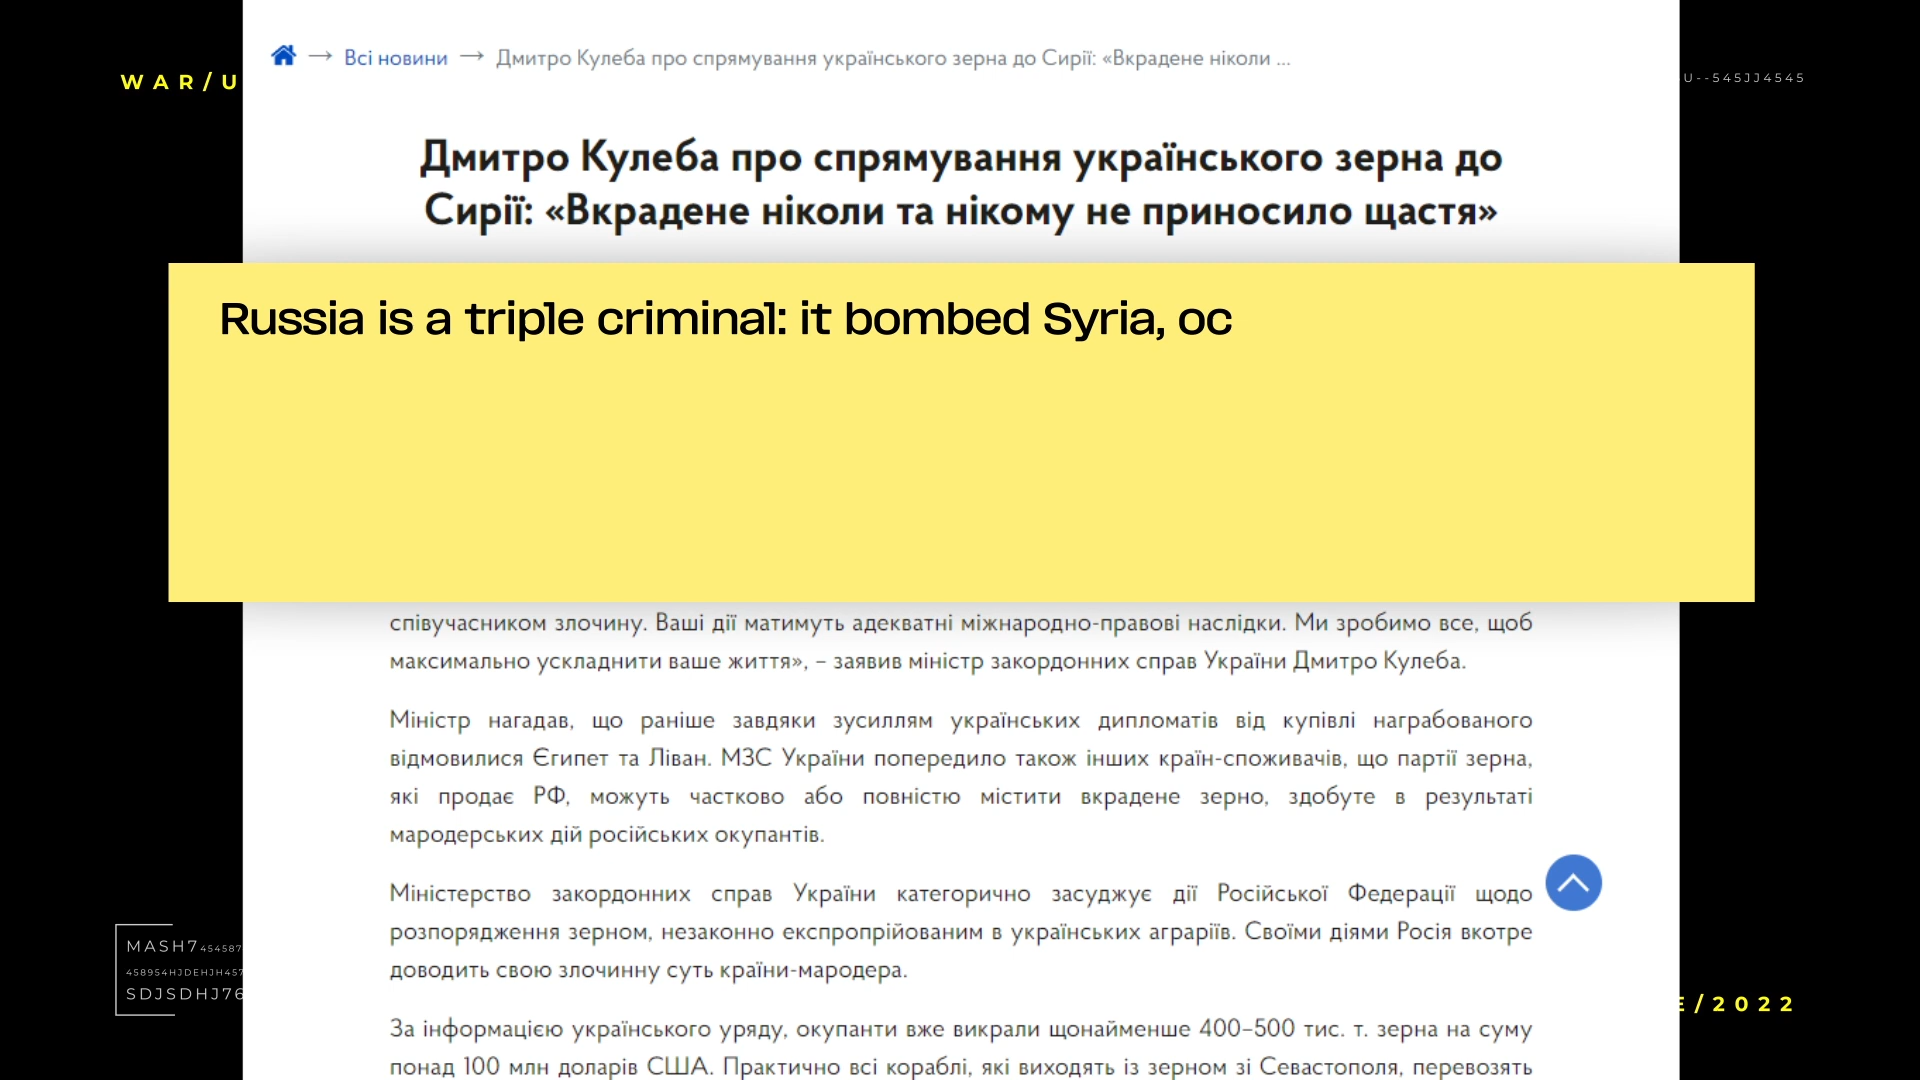 Всі новини Дмитро Кулеба про спрямування українського зерна до Сирії: «Вкрадене ніколи ...
WAR/U
U--545JJ4545
Дмитро Кулеба про спрямування українського зерна до
Сирії: «Вкрадене ніколи та нікому не приносило щастя»
Russia is a triple criminal: it bombed Syria, oc
співучасником злочину. Ваші дії матимуть адекватні міжнародно-правові наслідки. Ми зробимо все, щоб
максимально ускладнити ваше життя», – заявив міністр закордонних справ України Дмитро Кулеба.
Міністр нагадав, що раніше завдяки зусиллям українських дипломатів від купівлі награбованого
відмовилися Єгипет та Ліван. МЗС України попередило також інших країн-споживачів, що партії зерна,
які продає РФ, можуть частково або повністю містити вкрадене зерно, здобуте в результаті
мародерських дій російських окупантів.
Міністерство закордонних справ України категорично засуджує дії Російської Федерації щодо
розпорядження зерном, незаконно експропрійованим в українських аграріїв. Своїми діями Росія вкотре
доводить свою злочинну суть країни-мародера.
MASH7454587
458954HJDEHJH457
SDJSDHJ76
E/2022
За інформацією українського уряду, окупанти вже викрали щонайменше 400–500 тис. т. зерна на суму
понад 100 млн доларів США. Практично всі кораблі, які виходять із зерном зі Севастополя, перевозять